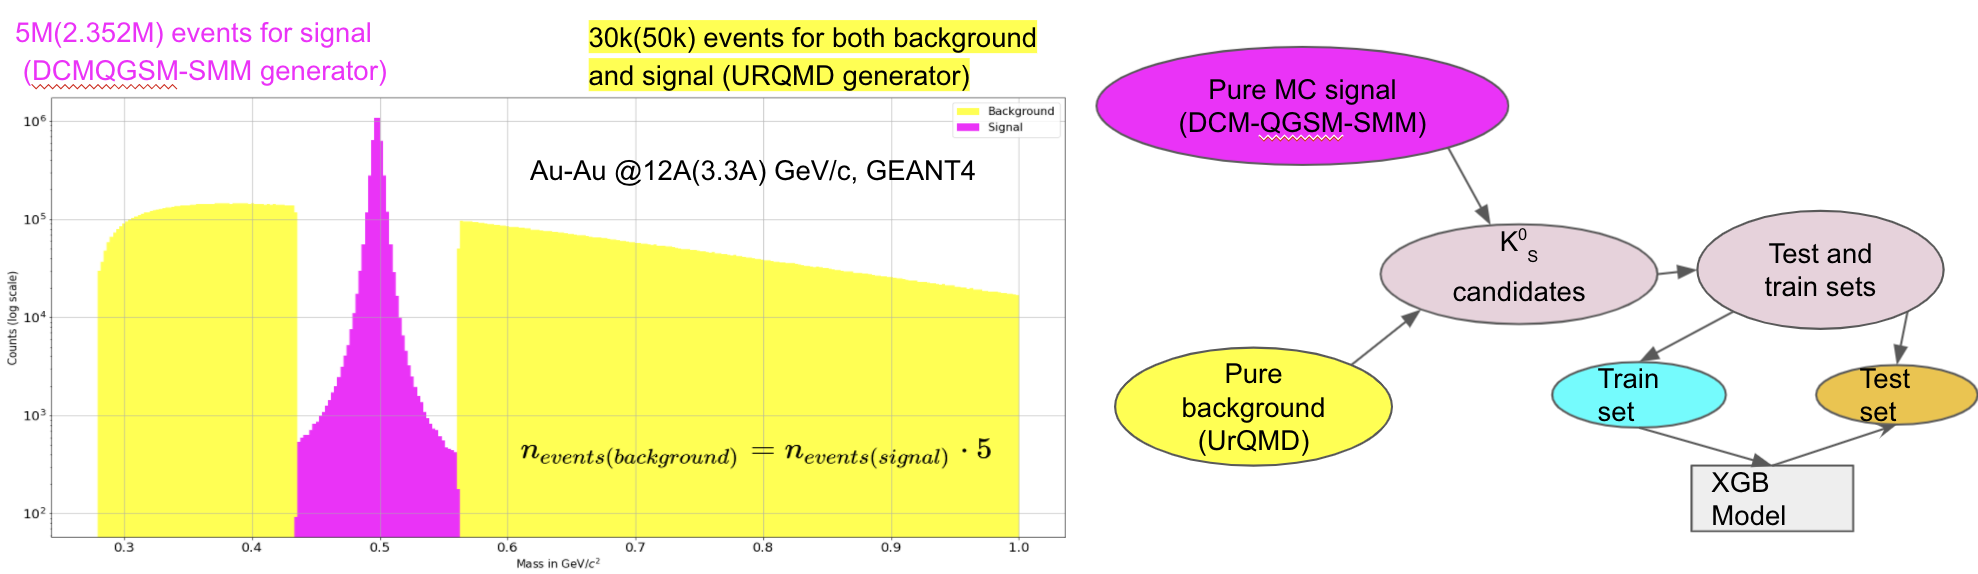 5M(2.352M) events for signal
(DCMQGSM-SMM generator)
30k(50k) events for both background
and signal (URQMD generator)
Background
Signal
Au-Au @12A(3.3A) GeV/c, GEANT4
n_{events(background)} = n_{events(signal)} · 5
Counts (log scale)
10^6
10^5
10^4
10^3
10^2
0.3 0.4 0.5 0.6 0.7 0.8 0.9 1.0
Mass in GeV/c^2
Pure MC signal
(DCM-QGSM-SMM)
K^0_S
candidates
Test and
train sets
Pure
background
(UrQMD)
Train
set
Test
set
XGB
Model